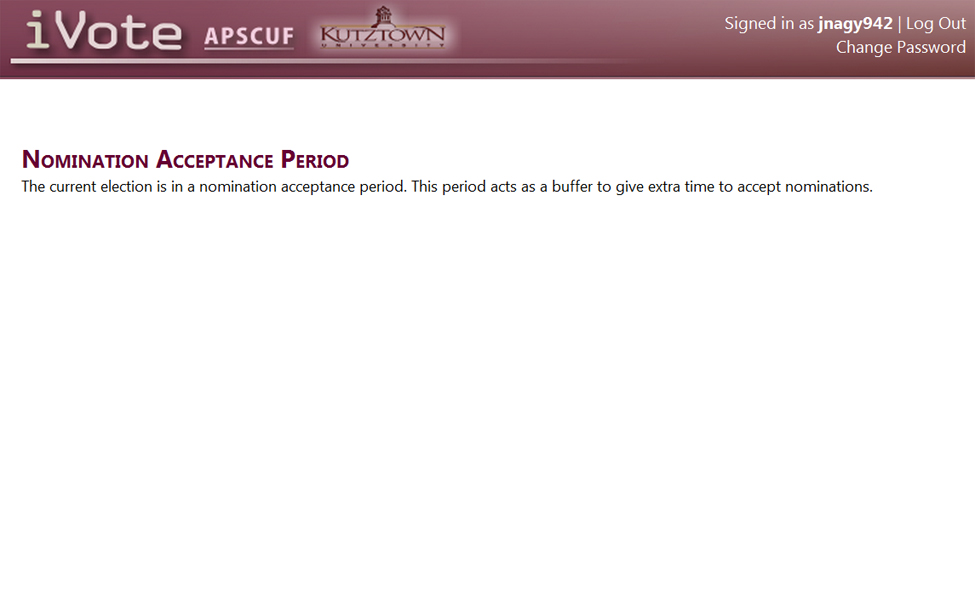 iVote APSCUF KUTZTOWN UNIVERSITY
Signed in as jnagy942 | Log Out
Change Password
Nomination Acceptance Period
The current election is in a nomination acceptance period. This period acts as a buffer to give extra time to accept nominations.